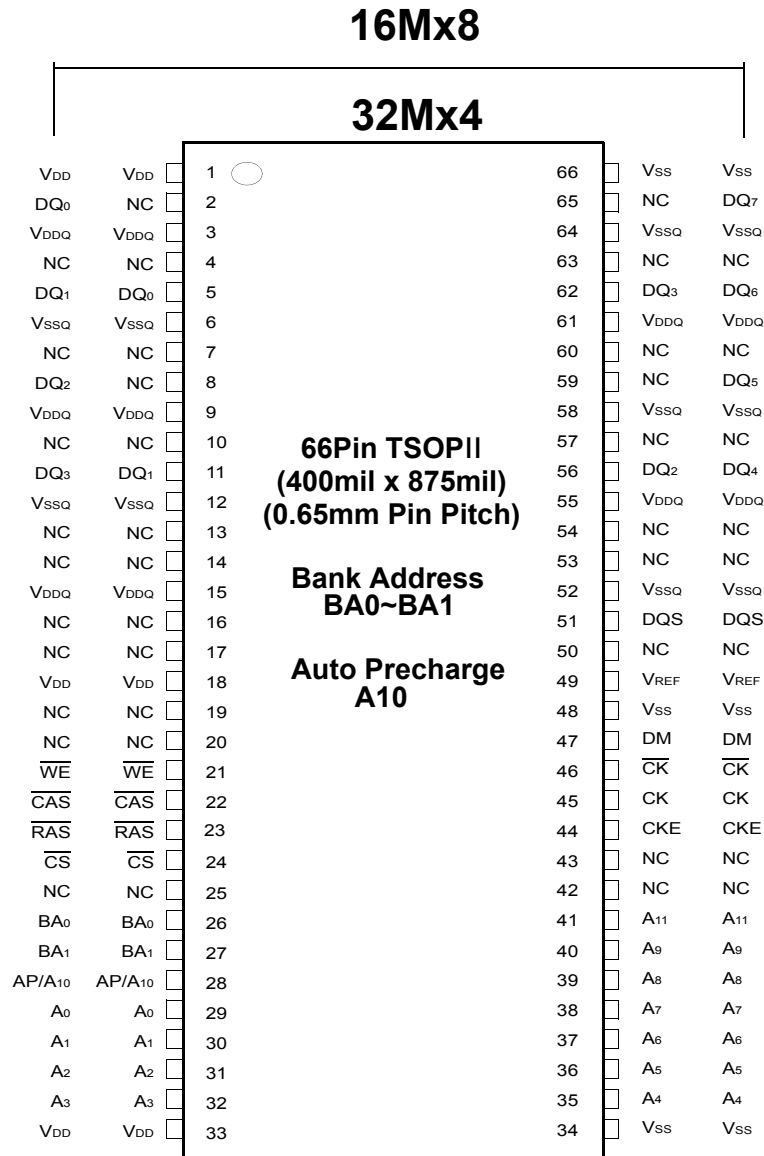 16Mx8
32Mx4
VDD VDD 1 66 VSS VSS
DQ0 NC 2 65 NC DQ7
VDDQ VDDQ 3 64 VSSQ VSSQ
NC NC 4 63 NC NC
DQ1 DQ0 5 62 DQ3 DQ6
VSSQ VSSQ 6 61 VDDQ VDDQ
NC NC 7 60 NC NC
DQ2 NC 8 59 NC DQ5
VDDQ VDDQ 9 58 VSSQ VSSQ
NC NC 10 57 NC NC
66Pin TSOPII
DQ3 DQ1 11 56 DQ2 DQ4
(400mil x 875mil)
VSSQ VSSQ 12 55 VDDQ VDDQ
(0.65mm Pin Pitch)
NC NC 13 54 NC NC
NC NC 14 53 NC NC
Bank Address
VDDQ VDDQ 15 52 VSSQ VSSQ
BA0~BA1
NC NC 16 51 DQS DQS
NC NC 17 50 NC NC
Auto Precharge
VDD VDD 18 49 VREF VREF
A10
NC NC 19 48 VSS VSS
NC NC 20 47 DM DM
W̅E̅ W̅E̅ 21 46 C̅K̅ C̅K̅
C̅A̅S̅ C̅A̅S̅ 22 45 CK CK
R̅A̅S̅ R̅A̅S̅ 23 44 CKE CKE
C̅S̅ C̅S̅ 24 43 NC NC
NC NC 25 42 NC NC
BA0 BA0 26 41 A11 A11
BA1 BA1 27 40 A9 A9
AP/A10 AP/A10 28 39 A8 A8
A0 A0 29 38 A7 A7
A1 A1 30 37 A6 A6
A2 A2 31 36 A5 A5
A3 A3 32 35 A4 A4
VDD VDD 33 34 VSS VSS